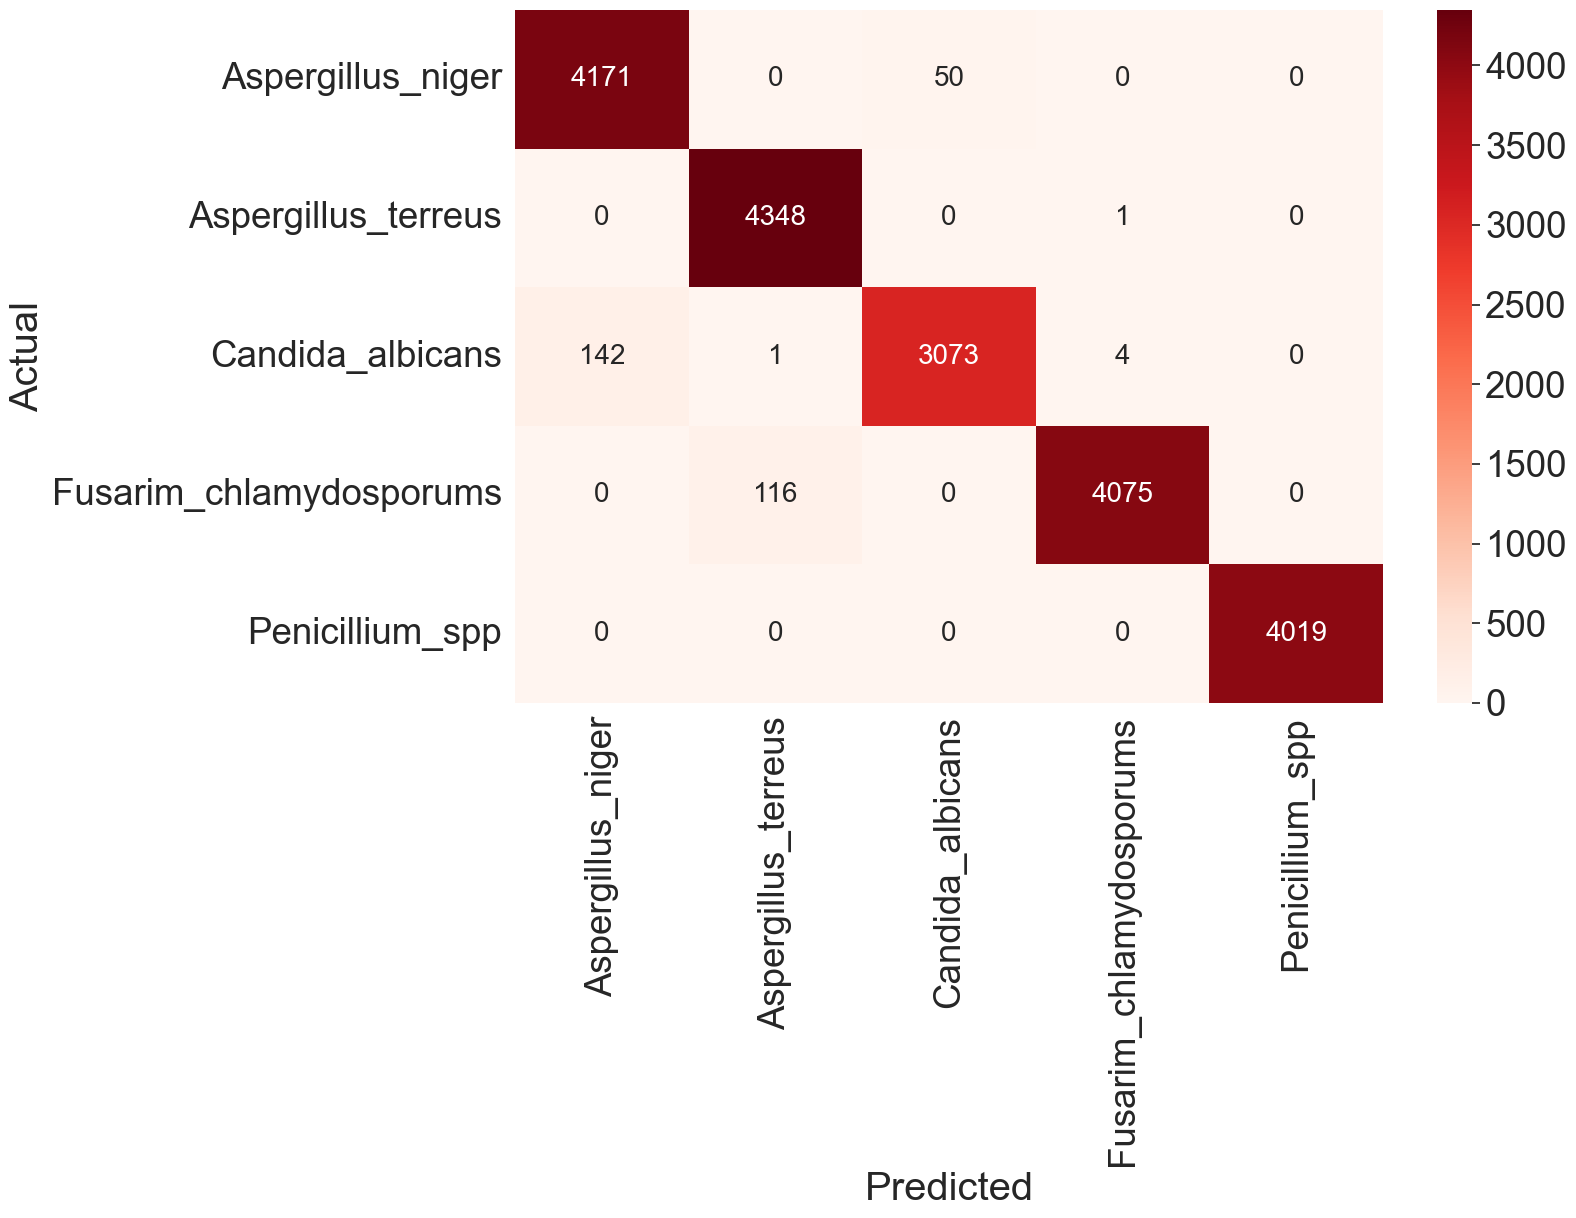 Aspergillus_niger 4171 0 50 0 0
Aspergillus_terreus 0 4348 0 1 0
Candida_albicans 142 1 3073 4 0
Fusarim_chlamydosporums 0 116 0 4075 0
Penicillium_spp 0 0 0 0 4019
Actual
Aspergillus_niger
Aspergillus_terreus
Candida_albicans
Fusarim_chlamydosporums
Penicillium_spp
Predicted
4000
3500
3000
2500
2000
1500
1000
500
0